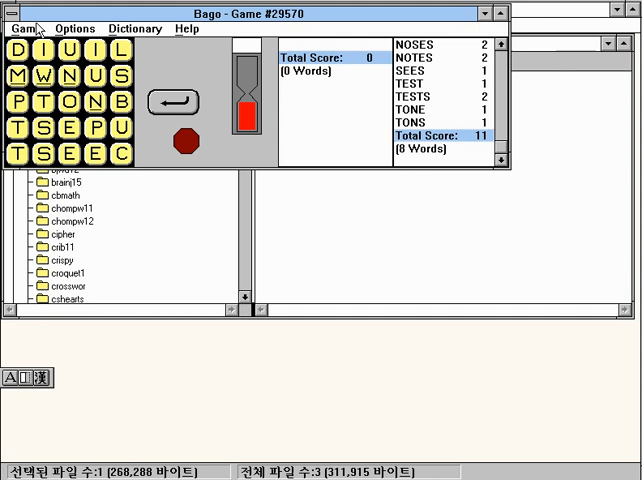 Bago - Game #29570
Game Options Dictionary Help
D I U I L
M W N U S
P T O N B
T S E P U
T S E E C
Total Score: 0
(0 Words)
NOSES 2
NOTES 2
SEES 1
TEST 1
TESTS 2
TONE 1
TONS 1
Total Score: 11
(8 Words)
brainj15
cbmath
chompw11
chompw12
cipher
crib11
crispy
croquet1
crosswor
cshearts
A 漢
선택된 파일 수:1 (268,288 바이트) 전체 파일 수:3 (311,915 바이트)